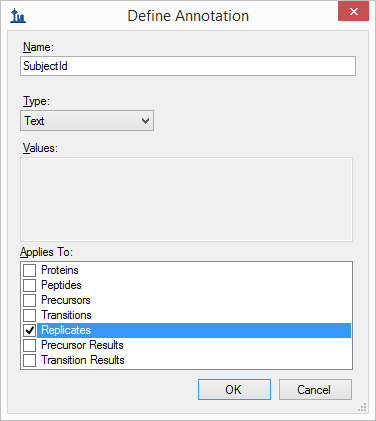 Define Annotation
Name:
SubjectId
Type:
Text
Values:
Applies To:
Proteins
Peptides
Precursors
Transitions
Replicates
Precursor Results
Transition Results
OK Cancel